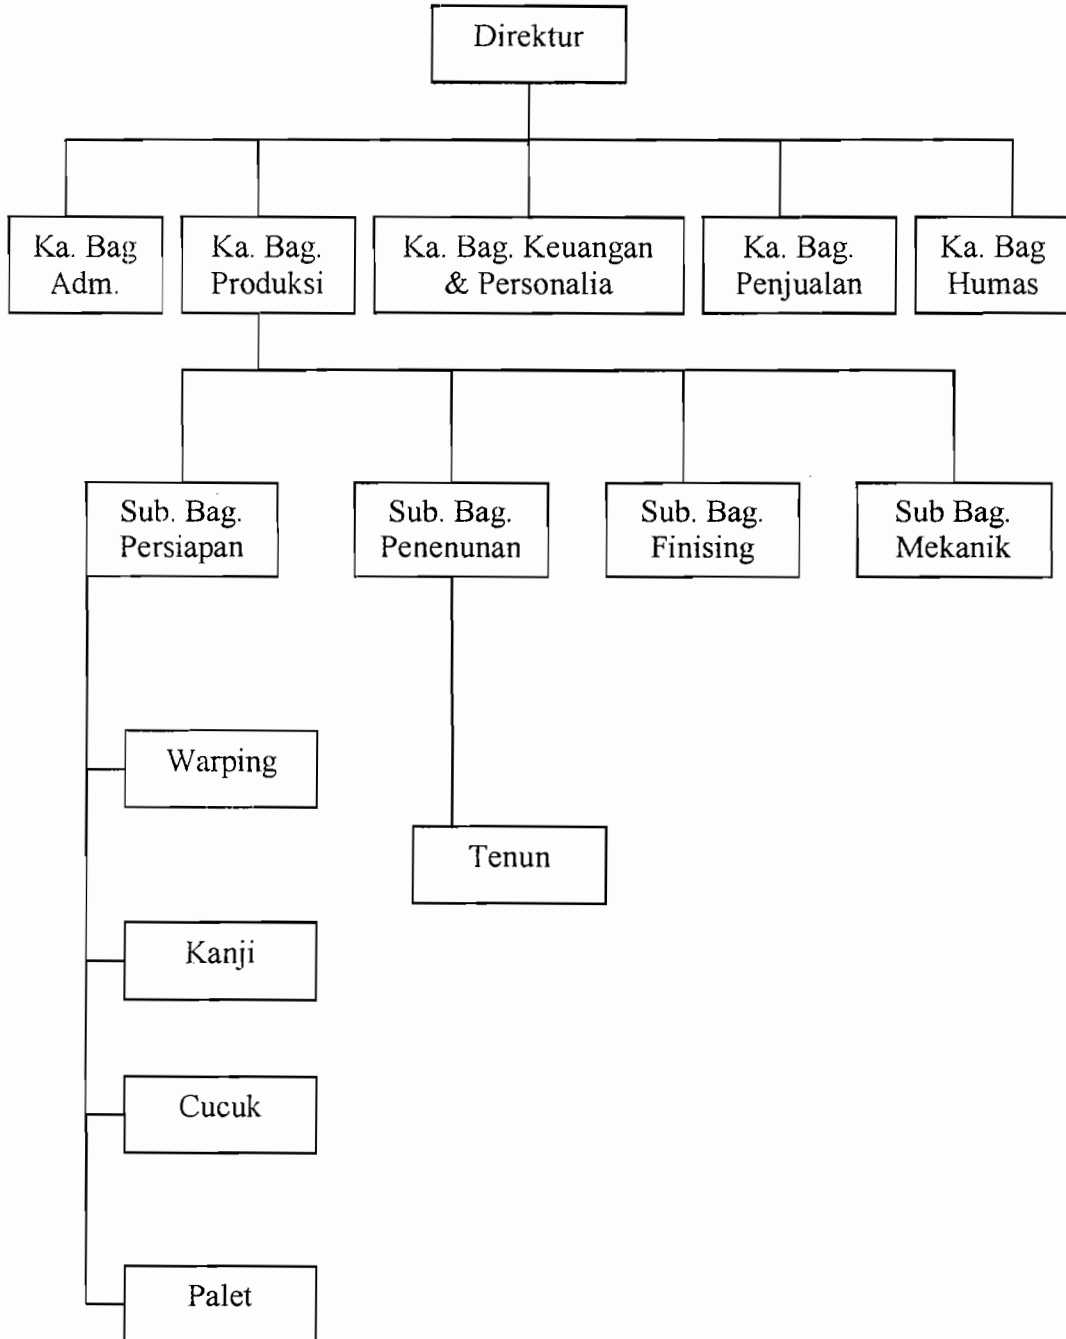 Direktur
Ka. Bag
Adm.
Ka. Bag.
Produksi
Ka. Bag. Keuangan
& Personalia
Ka. Bag.
Penjualan
Ka. Bag
Humas
Sub. Bag.
Persiapan
Sub. Bag.
Penenunan
Sub. Bag.
Finising
Sub Bag.
Mekanik
Warping
Tenun
Kanji
Cucuk
Palet